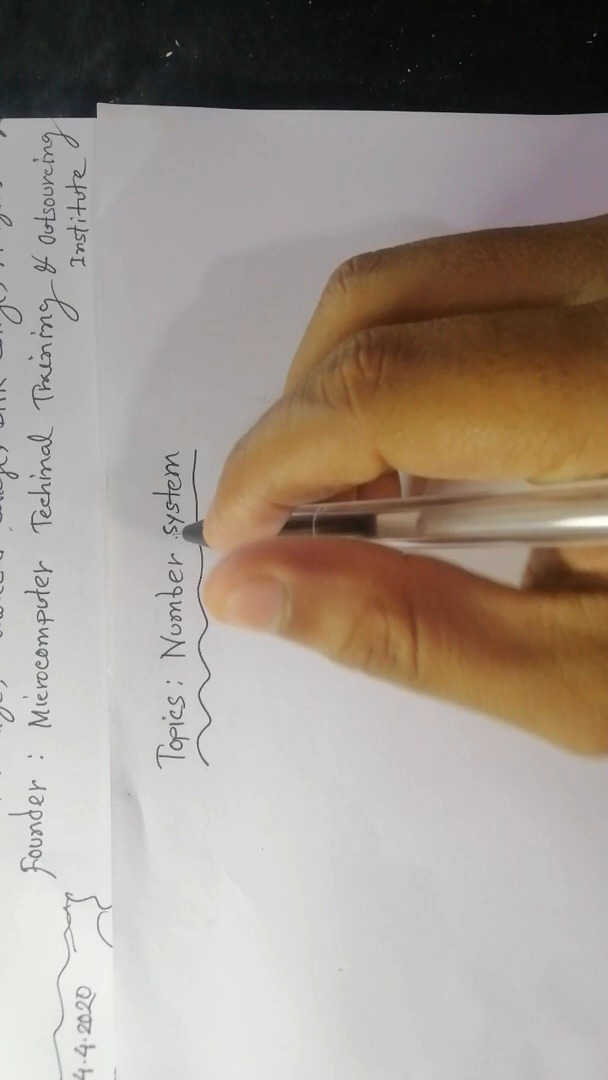 Founder : Microcomputer Techinal Training & Outsourcing
Institute
4.4.2020
Topics : Number system